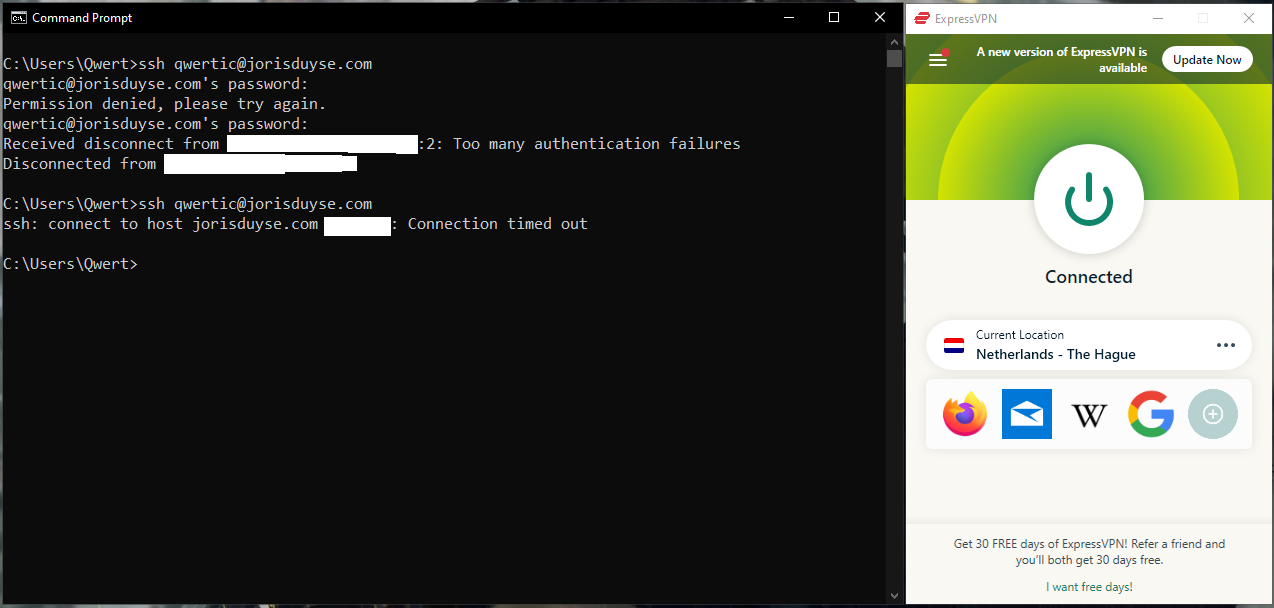 Command Prompt
C:\Users\Qwert>ssh qwertic@jorisduyse.com
qwertic@jorisduyse.com's password:
Permission denied, please try again.
qwertic@jorisduyse.com's password:
Received disconnect from :2: Too many authentication failures
Disconnected from
C:\Users\Qwert>ssh qwertic@jorisduyse.com
ssh: connect to host jorisduyse.com : Connection timed out
C:\Users\Qwert>
ExpressVPN
A new version of ExpressVPN is
available
Update Now
Connected
Current Location
Netherlands - The Hague
W
G
Get 30 FREE days of ExpressVPN! Refer a friend and
you'll both get 30 days free.
I want free days!